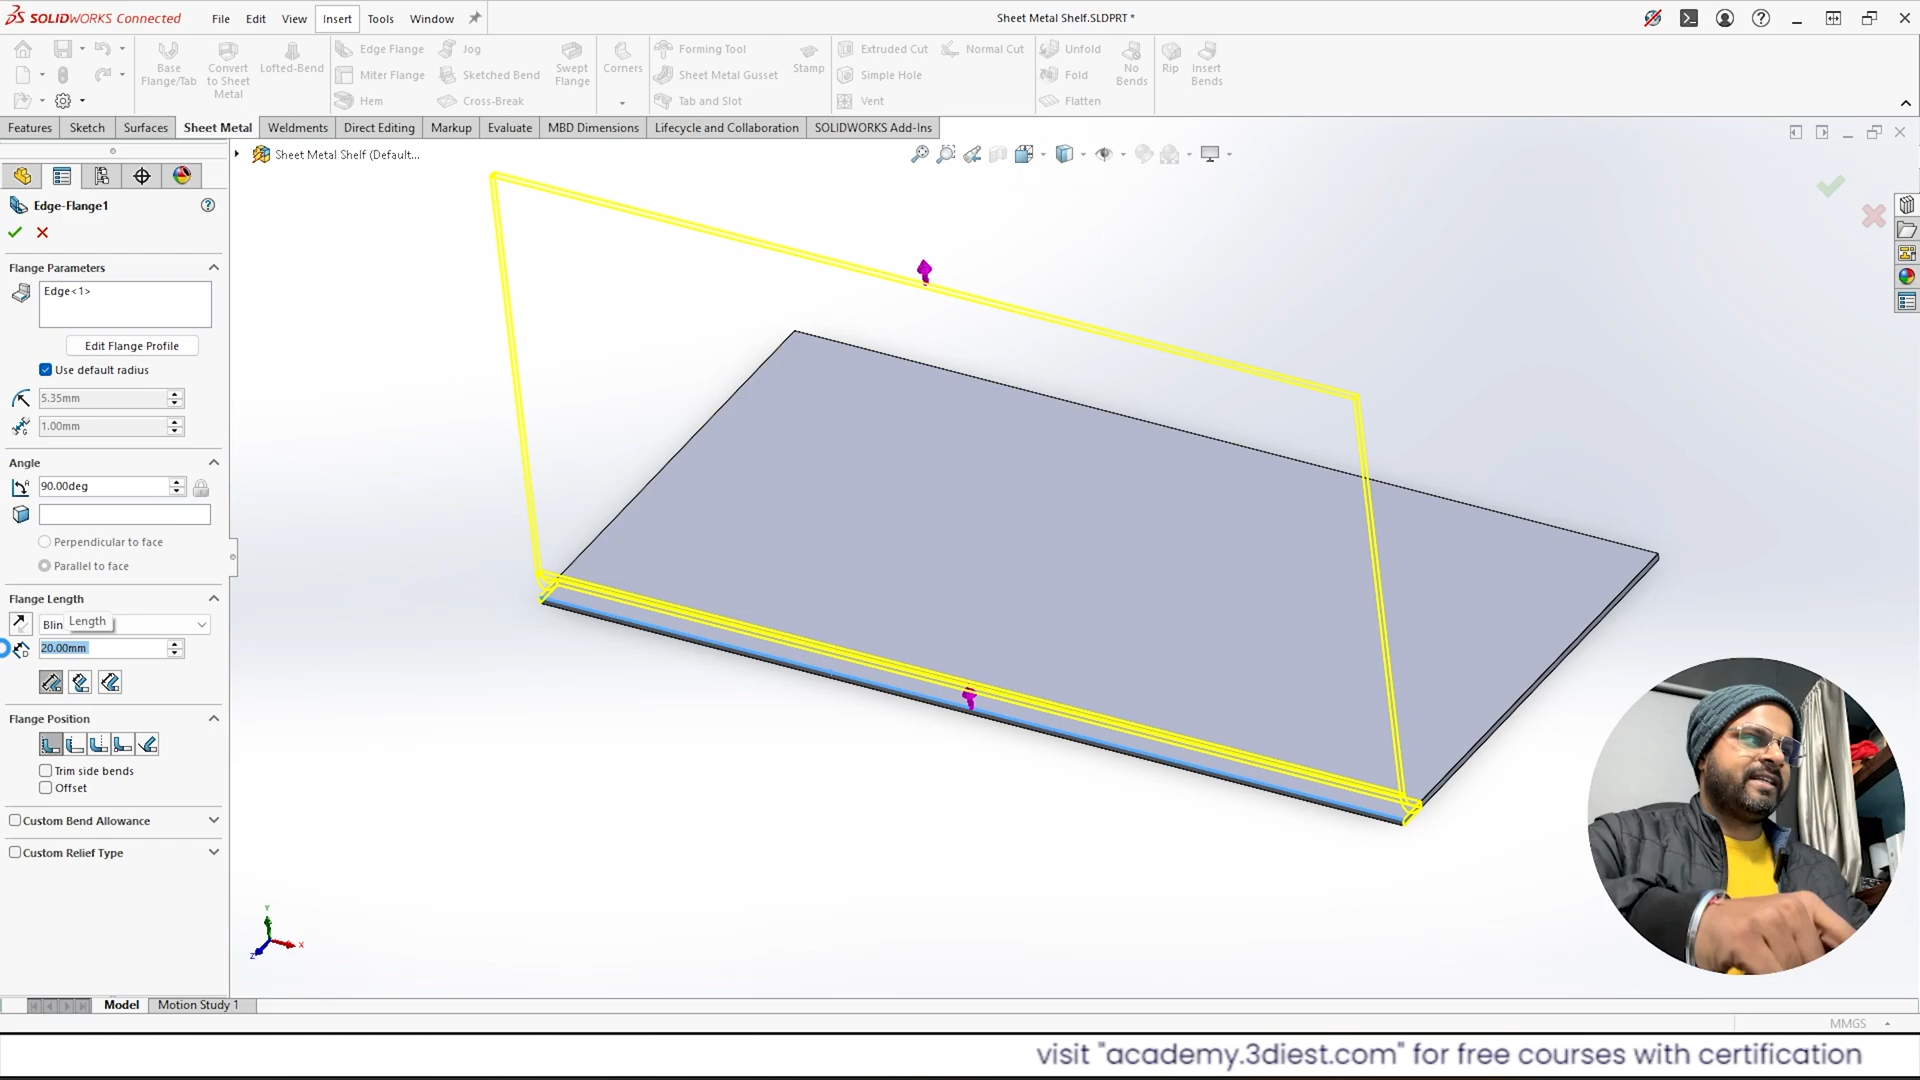 SOLIDWORKS Connected
File Edit View Insert Tools Window
Sheet Metal Shelf.SLDPRT *
Base Flange/Tab
Convert to Sheet Metal
Lofted-Bend
Edge Flange
Miter Flange
Hem
Jog
Sketched Bend
Cross-Break
Swept Flange
Corners
Forming Tool
Sheet Metal Gusset
Tab and Slot
Stamp
Extruded Cut
Simple Hole
Vent
Normal Cut
Unfold
Fold
Flatten
No Bends
Rip
Insert Bends
Features Sketch Surfaces Sheet Metal Weldments Direct Editing Markup Evaluate MBD Dimensions Lifecycle and Collaboration SOLIDWORKS Add-Ins
Sheet Metal Shelf (Default...
Edge-Flange1
Flange Parameters
Edge<1>
Edit Flange Profile
Use default radius
5.35mm
1.00mm
Angle
90.00deg
Perpendicular to face
Parallel to face
Flange Length
Blin
Length
20.00mm
Flange Position
Trim side bends
Offset
Custom Bend Allowance
Custom Relief Type
Y
X
Z
Model Motion Study 1
MMGS
visit "academy.3diest.com" for free courses with certification